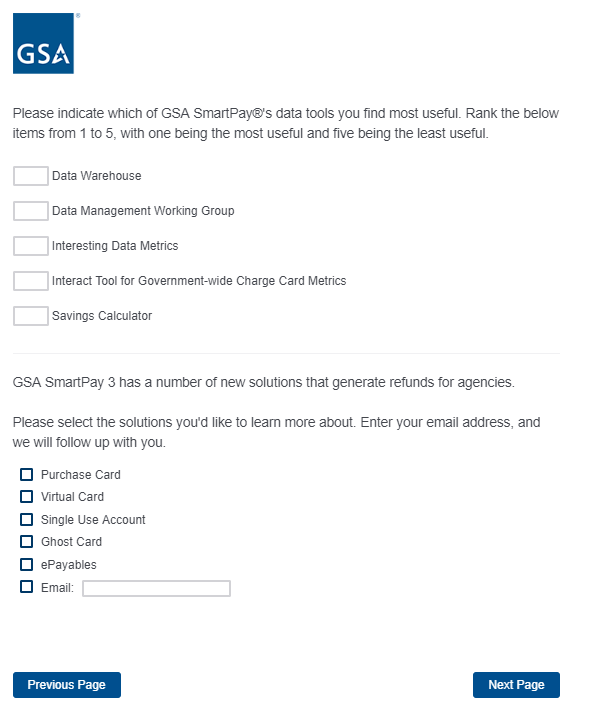 GSA
®
Please indicate which of GSA SmartPay®'s data tools you find most useful. Rank the below
items from 1 to 5, with one being the most useful and five being the least useful.
Data Warehouse
Data Management Working Group
Interesting Data Metrics
Interact Tool for Government-wide Charge Card Metrics
Savings Calculator
GSA SmartPay 3 has a number of new solutions that generate refunds for agencies.
Please select the solutions you'd like to learn more about. Enter your email address, and
we will follow up with you.
Purchase Card
Virtual Card
Single Use Account
Ghost Card
ePayables
Email:
Previous Page
Next Page